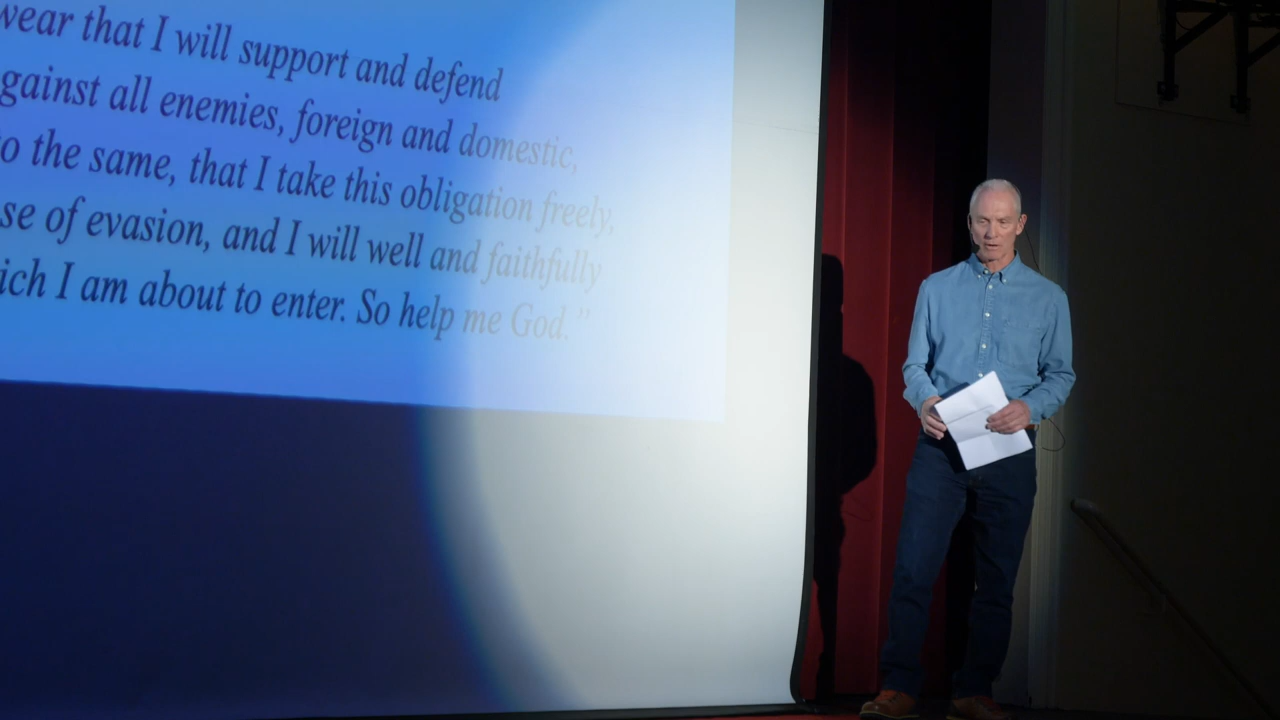 wear that I will support and defend
gainst all enemies, foreign and domestic,
to the same, that I take this obligation freely,
se of evasion, and I will well and faithfully
ich I am about to enter. So help me God.”